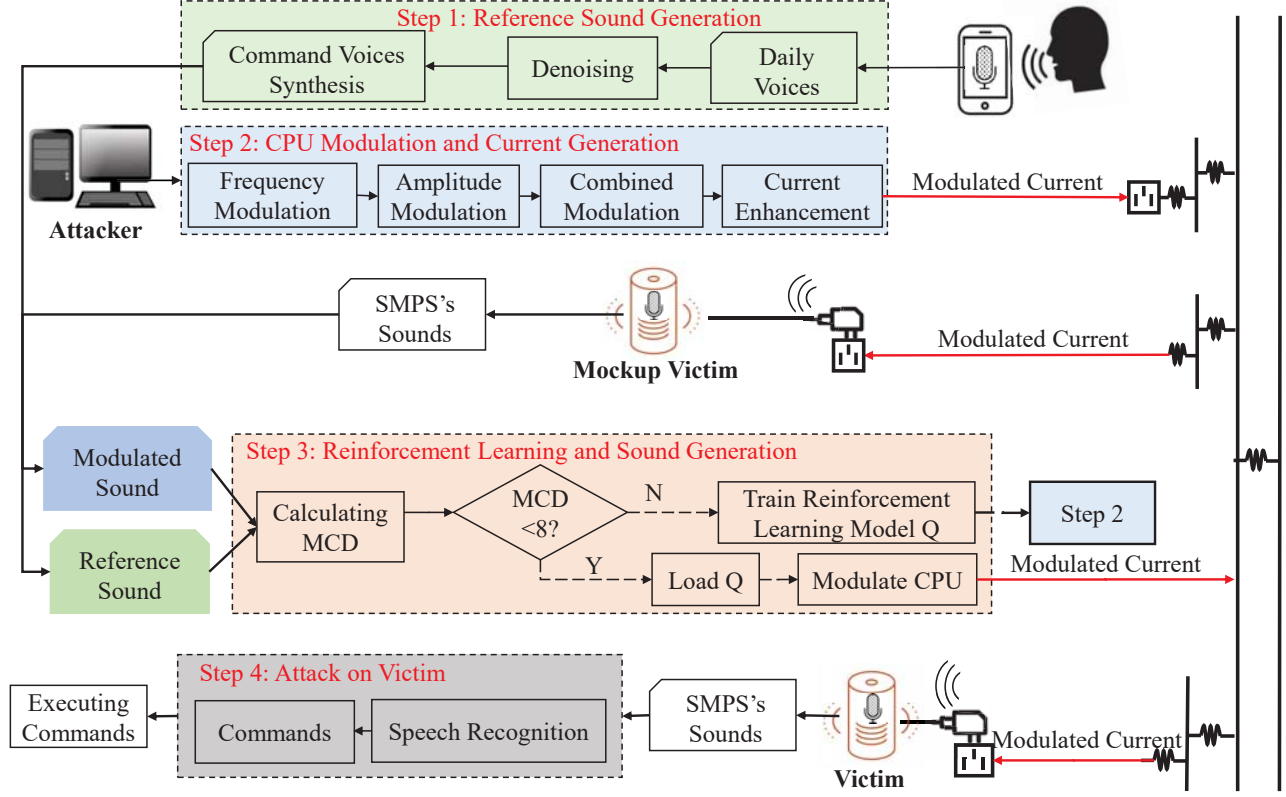 Step 1: Reference Sound Generation
Command Voices
Synthesis
Denoising
Daily
Voices
Step 2: CPU Modulation and Current Generation
Frequency
Modulation
Amplitude
Modulation
Combined
Modulation
Current
Enhancement
Modulated Current
Attacker
SMPS's
Sounds
Mockup Victim
Modulated Current
Step 3: Reinforcement Learning and Sound Generation
Modulated
Sound
Reference
Sound
Calculating
MCD
MCD
<8?
N
Train Reinforcement
Learning Model Q
Step 2
Y
Load Q
Modulate CPU
Modulated Current
Step 4: Attack on Victim
Executing
Commands
Commands
Speech Recognition
SMPS's
Sounds
Victim
Modulated Current